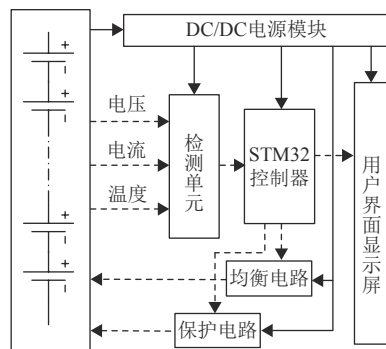 DC/DC电源模块
电压
电流
温度
检测单元
STM32
控制器
用户界面显示屏
均衡电路
保护电路